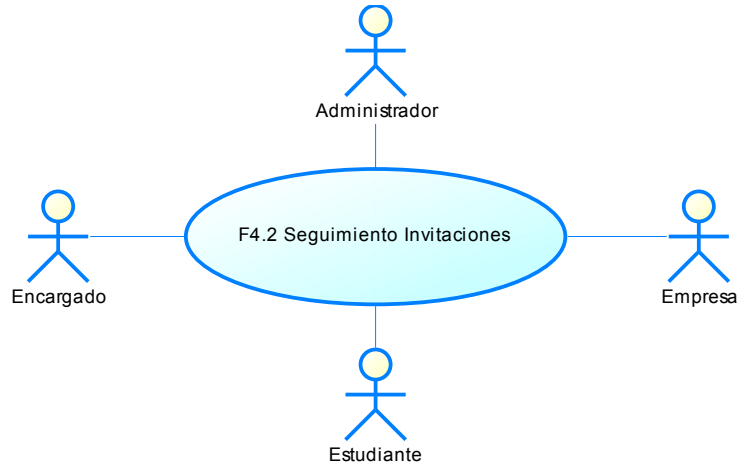 Administrador
F4.2 Seguimiento Invitaciones
Encargado
Empresa
Estudiante